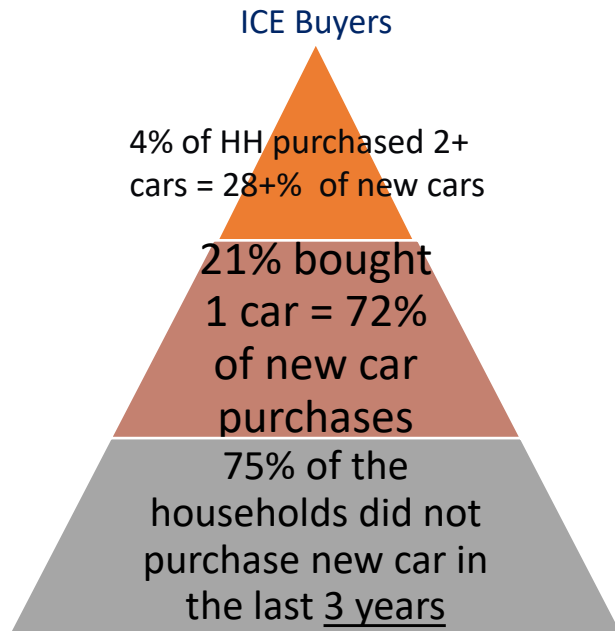 ICE Buyers
4% of HH purchased 2+
cars = 28+% of new cars
21% bought
1 car = 72%
of new car
purchases
75% of the
households did not
purchase new car in
the last 3 years